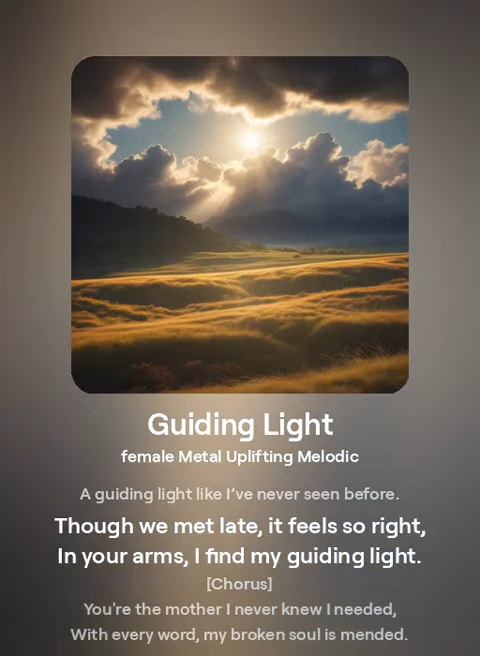 Guiding Light
female Metal Uplifting Melodic
A guiding light like I’ve never seen before.
Though we met late, it feels so right,
In your arms, I find my guiding light.
[Chorus]
You're the mother I never knew I needed,
With every word, my broken soul is mended.